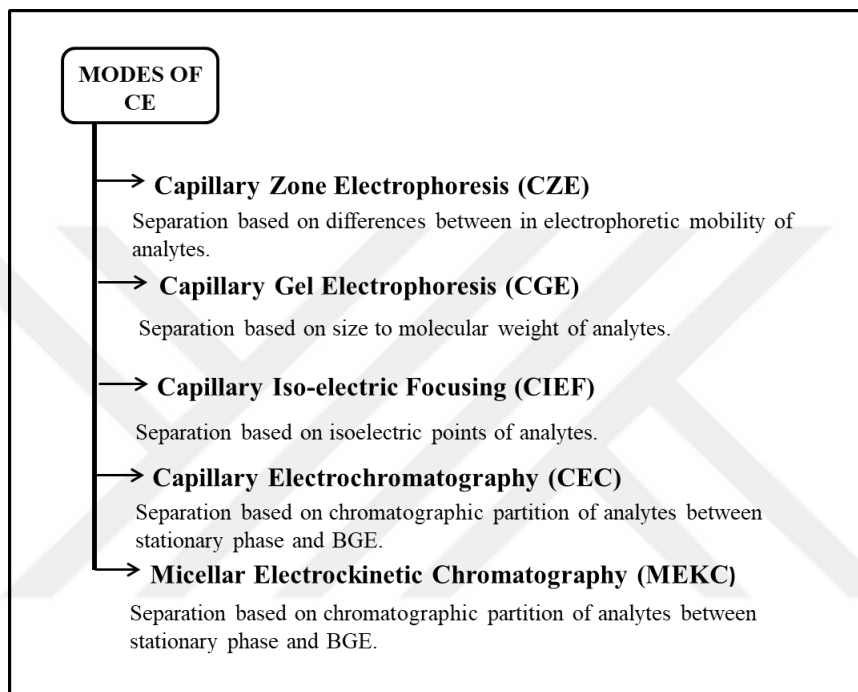 MODES OF
CE
Capillary Zone Electrophoresis (CZE)
Separation based on differences between in electrophoretic mobility of
analytes.
Capillary Gel Electrophoresis (CGE)
Separation based on size to molecular weight of analytes.
Capillary Iso-electric Focusing (CIEF)
Separation based on isoelectric points of analytes.
Capillary Electrochromatography (CEC)
Separation based on chromatographic partition of analytes between
stationary phase and BGE.
Micellar Electrockinetic Chromatography (MEKC)
Separation based on chromatographic partition of analytes between
stationary phase and BGE.